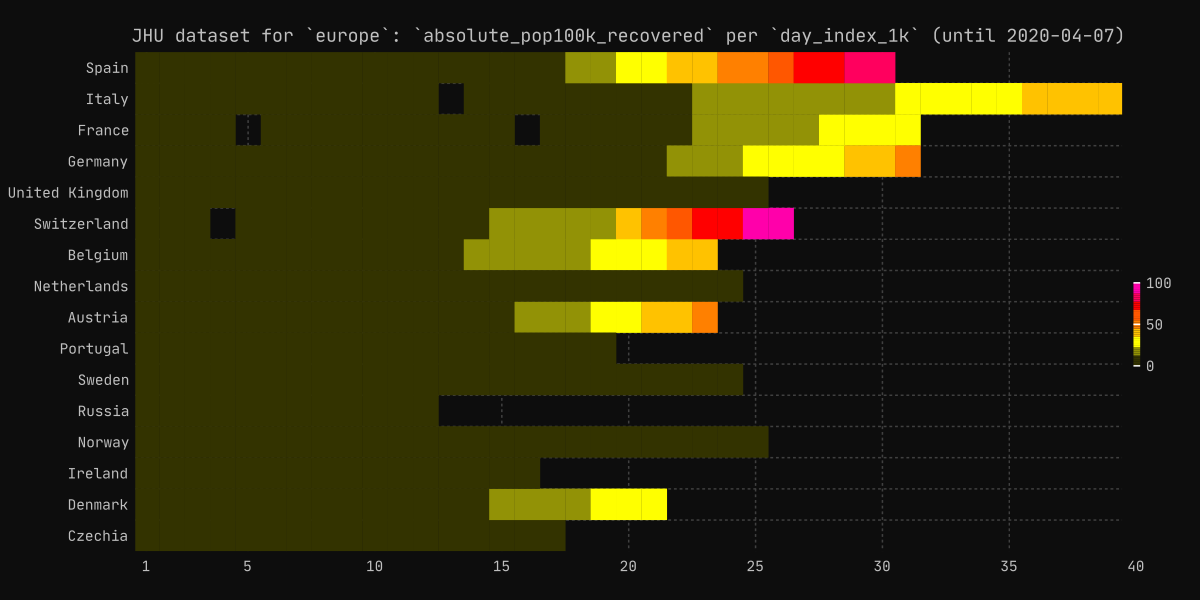 JHU dataset for `europe`: `absolute_pop100k_recovered` per `day_index_1k` (until 2020-04-07)
Spain
Italy
France
Germany
United Kingdom
Switzerland
Belgium
Netherlands
Austria
Portugal
Sweden
Russia
Norway
Ireland
Denmark
Czechia
100
50
0
1 5 10 15 20 25 30 35 40